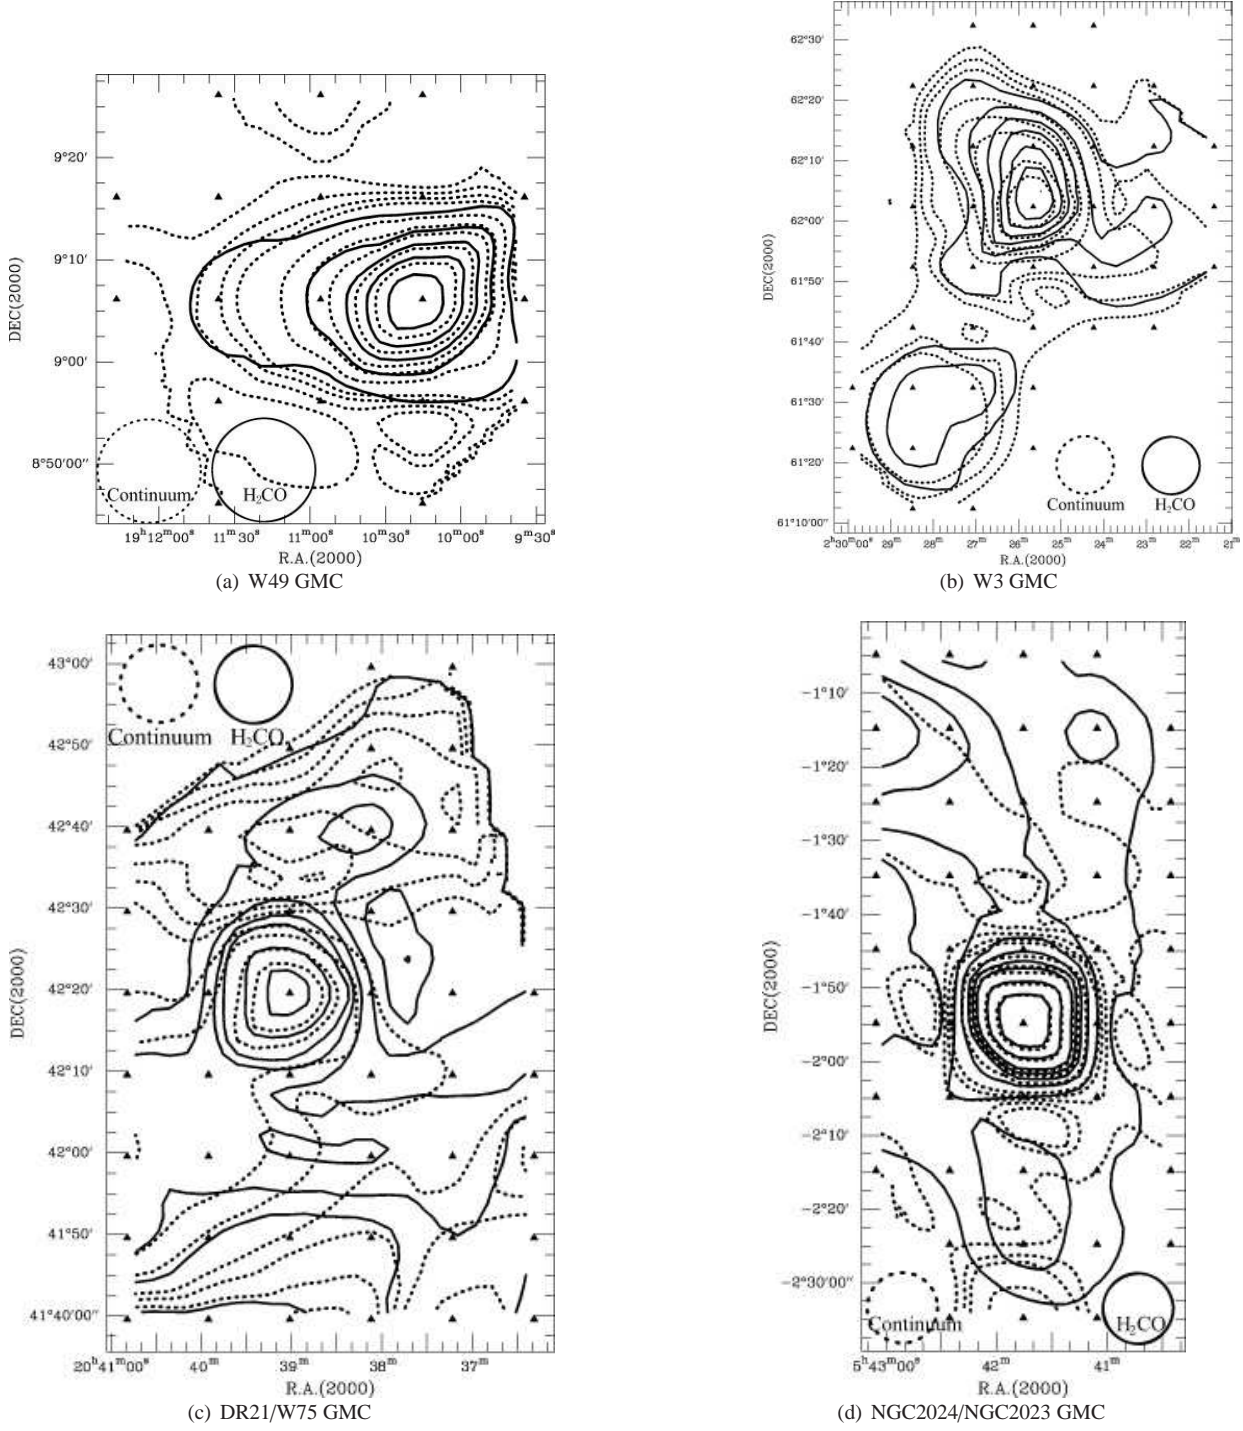 9°20′
9°10′
9°00′
8°50′00″
DEC(2000)
Continuum
H₂CO
19ʰ12ᵐ00ˢ
11ᵐ30ˢ
11ᵐ00ˢ
10ᵐ30ˢ
10ᵐ00ˢ
9ᵐ30ˢ
R.A.(2000)
(a) W49 GMC
62°30′
62°20′
62°10′
62°00′
61°50′
61°40′
61°30′
61°20′
61°10′00″
DEC(2000)
Continuum
H₂CO
2ʰ30ᵐ00ˢ
29ᵐ
28ᵐ
27ᵐ
26ᵐ
25ᵐ
24ᵐ
23ᵐ
22ᵐ
21ᵐ
R.A.(2000)
(b) W3 GMC
43°00′
42°50′
42°40′
42°30′
42°20′
42°10′
42°00′
41°50′
41°40′00″
DEC(2000)
Continuum
H₂CO
20ʰ41ᵐ00ˢ
40ᵐ
39ᵐ
38ᵐ
37ᵐ
R.A.(2000)
(c) DR21/W75 GMC
−1°10′
−1°20′
−1°30′
−1°40′
−1°50′
−2°00′
−2°10′
−2°20′
−2°30′00″
DEC(2000)
Continuum
H₂CO
5ʰ43ᵐ00ˢ
42ᵐ
41ᵐ
R.A.(2000)
(d) NGC2024/NGC2023 GMC